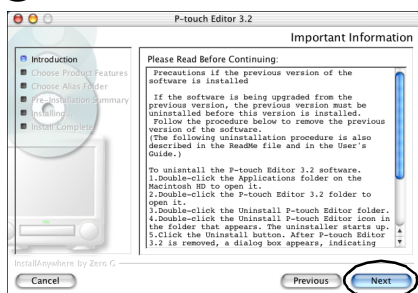 P-touch Editor 3.2
Important Information
Introduction
Choose Product Features
Choose Alias Folder
Pre-Installation Summary
Installing...
Install Complete
Please Read Before Continuing:
Precautions if the previous version of the
software is installed
If the software is being upgraded from the
previous version, the previous version must be
uninstalled before this version is installed.
Follow the procedure below to remove the previous
version of the software.
(The following uninstallation procedure is also
described in the ReadMe file and in the User's
Guide.)
To uninstall the P-touch Editor 3.2 software.
1.Double-click the Applications folder on the
Macintosh HD to open it.
2.Double-click the P-touch Editor 3.2 folder to
open it.
3.Double-click the Uninstall P-touch Editor folder.
4.Double-click the Uninstall P-touch Editor icon in
the folder that appears. The uninstaller starts up.
5.Click the Uninstall button. After P-touch Editor
3.2 is removed, a dialog box appears, indicating
InstallAnywhere by Zero G
Cancel
Previous
Next